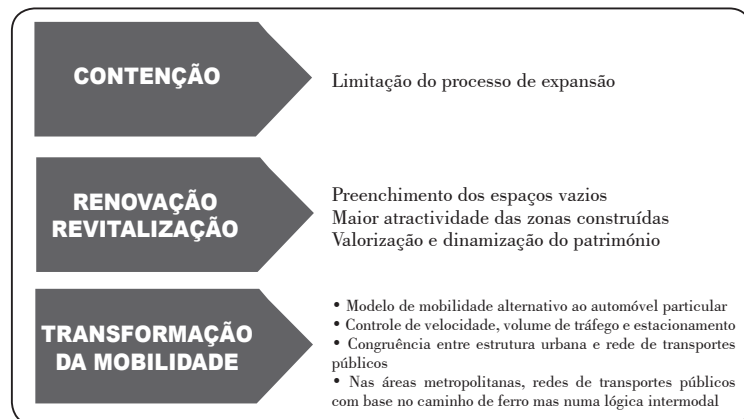 CONTENÇÃO
Limitação do processo de expansão
RENOVAÇÃO
REVITALIZAÇÃO
Preenchimento dos espaços vazios
Maior atractividade das zonas construídas
Valorização e dinamização do património
TRANSFORMAÇÃO
DA MOBILIDADE
• Modelo de mobilidade alternativo ao automóvel particular
• Controle de velocidade, volume de tráfego e estacionamento
• Congruência entre estrutura urbana e rede de transportes
públicos
• Nas áreas metropolitanas, redes de transportes públicos
com base no caminho de ferro mas numa lógica intermodal